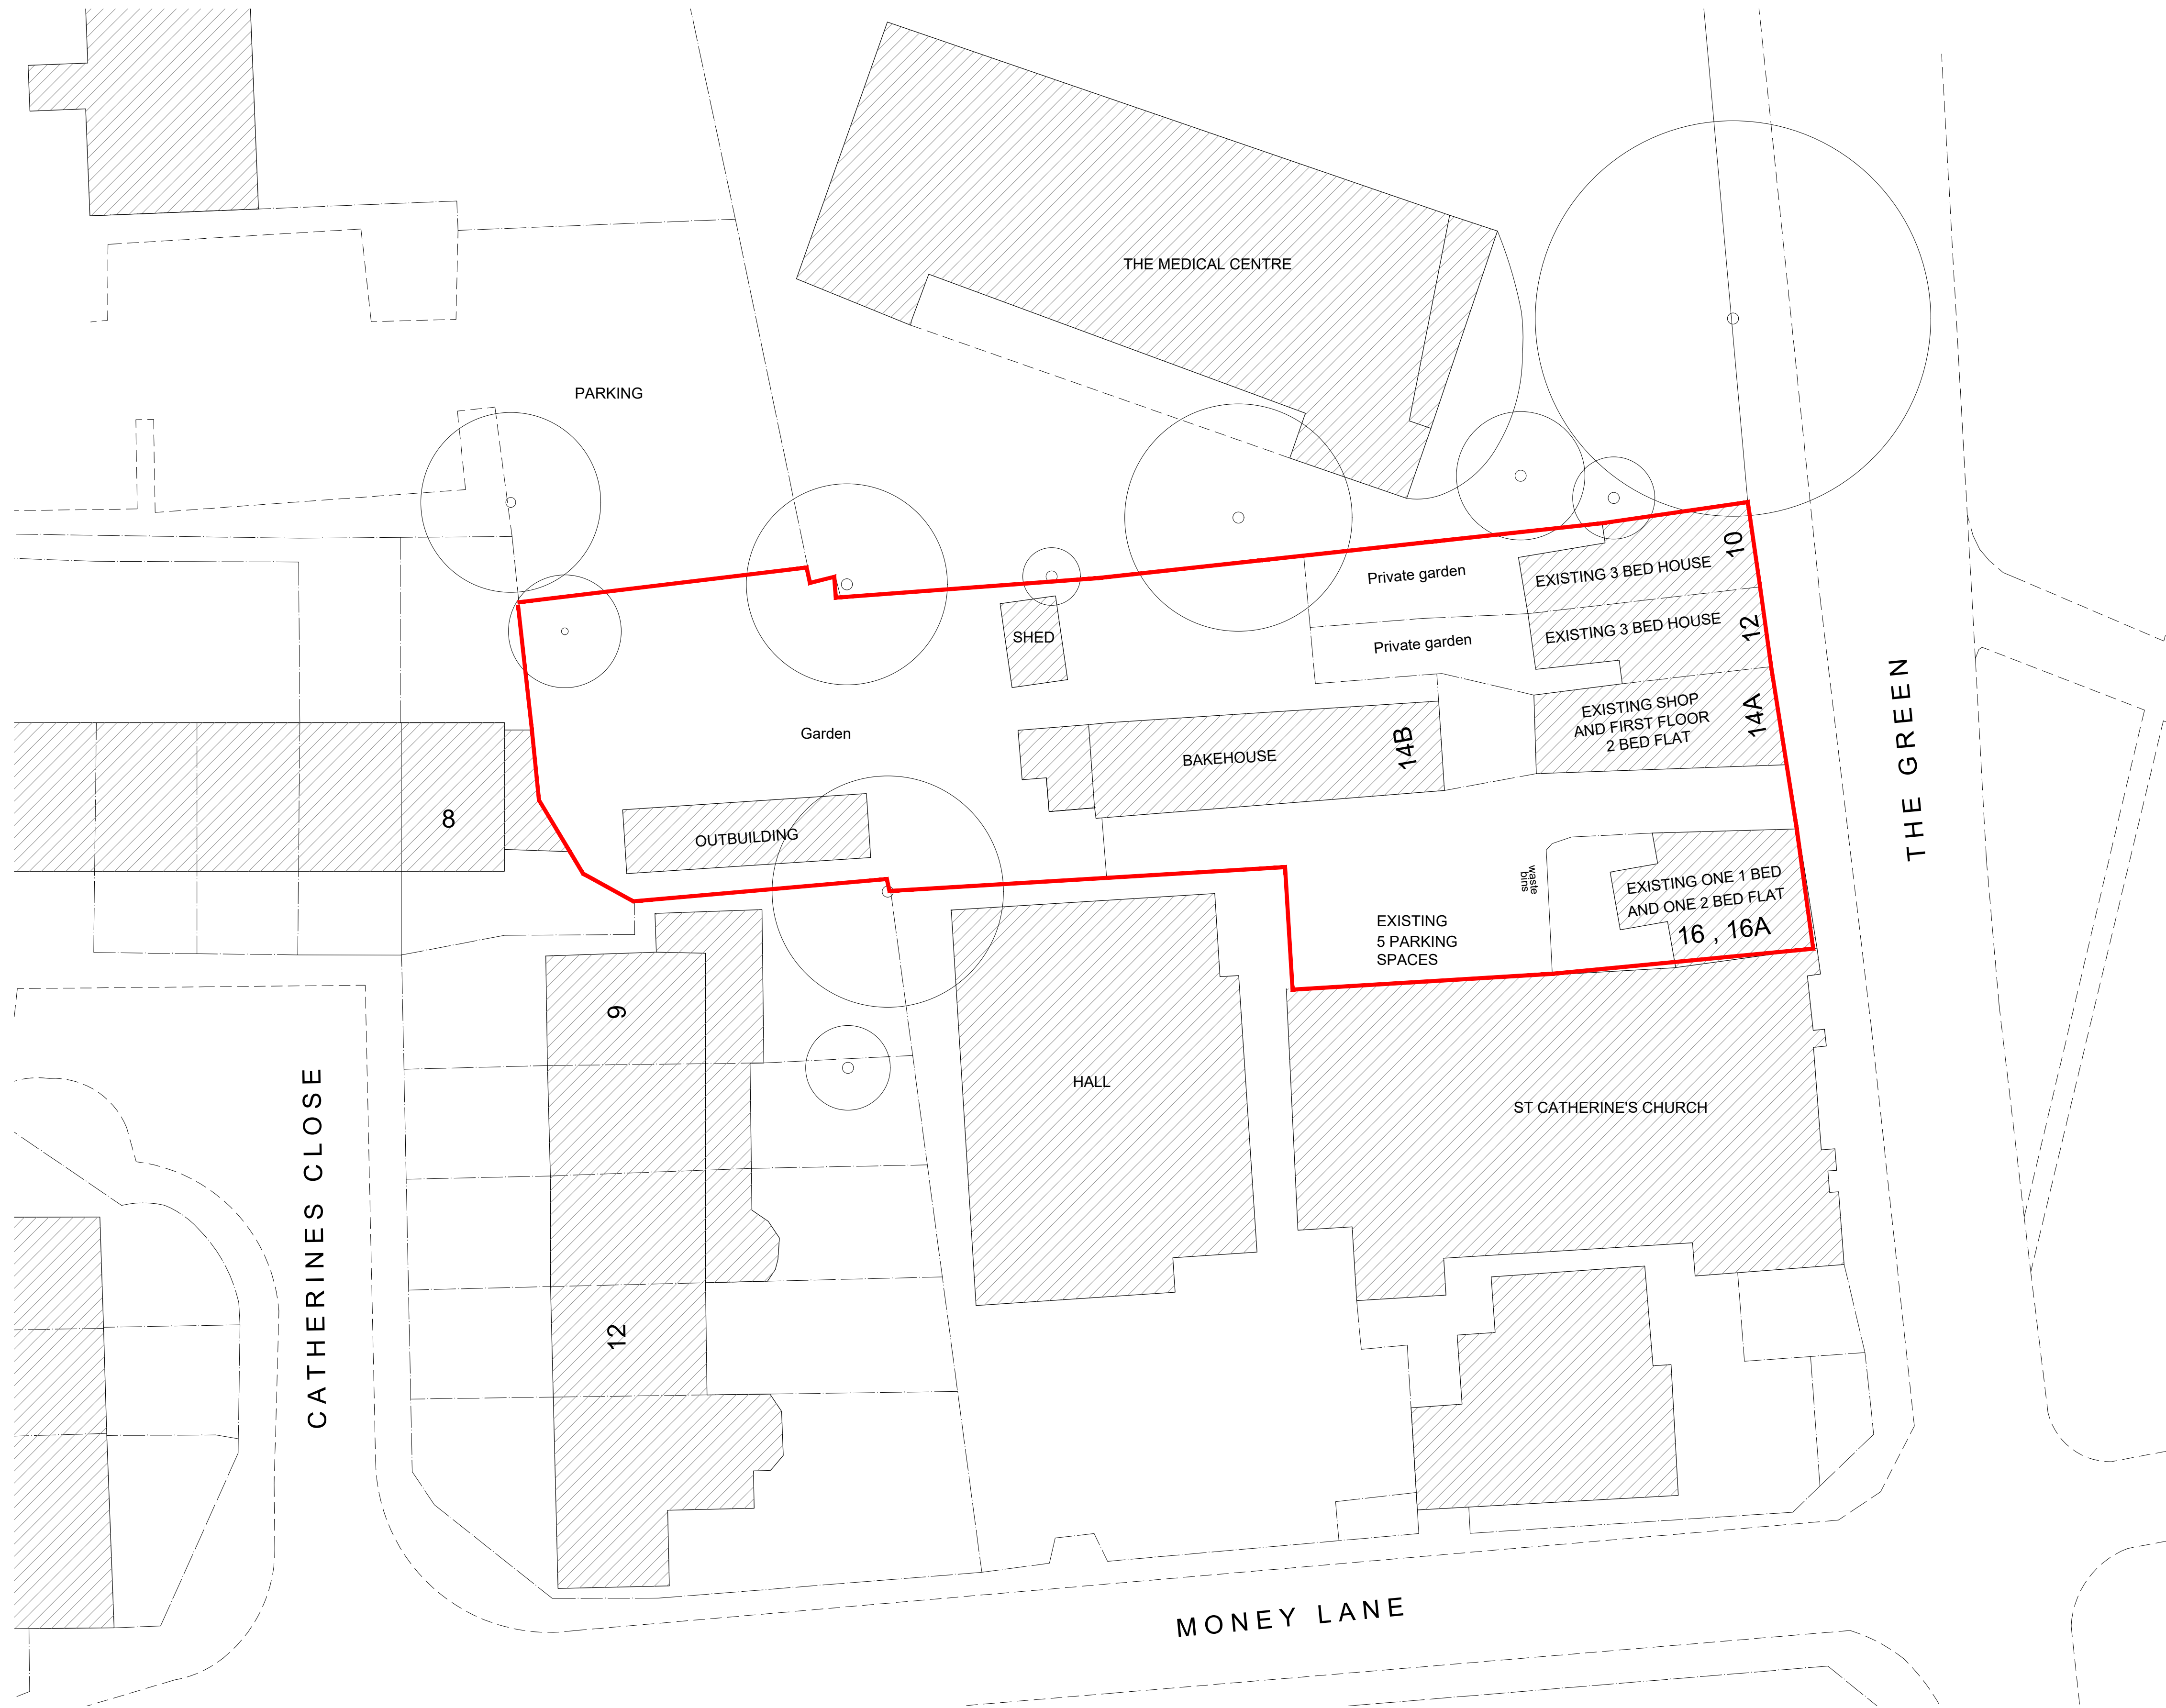 THE MEDICAL CENTRE
PARKING
10
EXISTING 3 BED HOUSE
Private garden
12
EXISTING 3 BED HOUSE
Private garden
SHED
14A
EXISTING SHOP
AND FIRST FLOOR
2 BED FLAT
Garden
14B
BAKEHOUSE
THE GREEN
8
OUTBUILDING
waste
bins
EXISTING ONE 1 BED
AND ONE 2 BED FLAT
16 , 16A
EXISTING
5 PARKING
SPACES
9
HALL
ST CATHERINE'S CHURCH
CATHERINES CLOSE
12
MONEY LANE